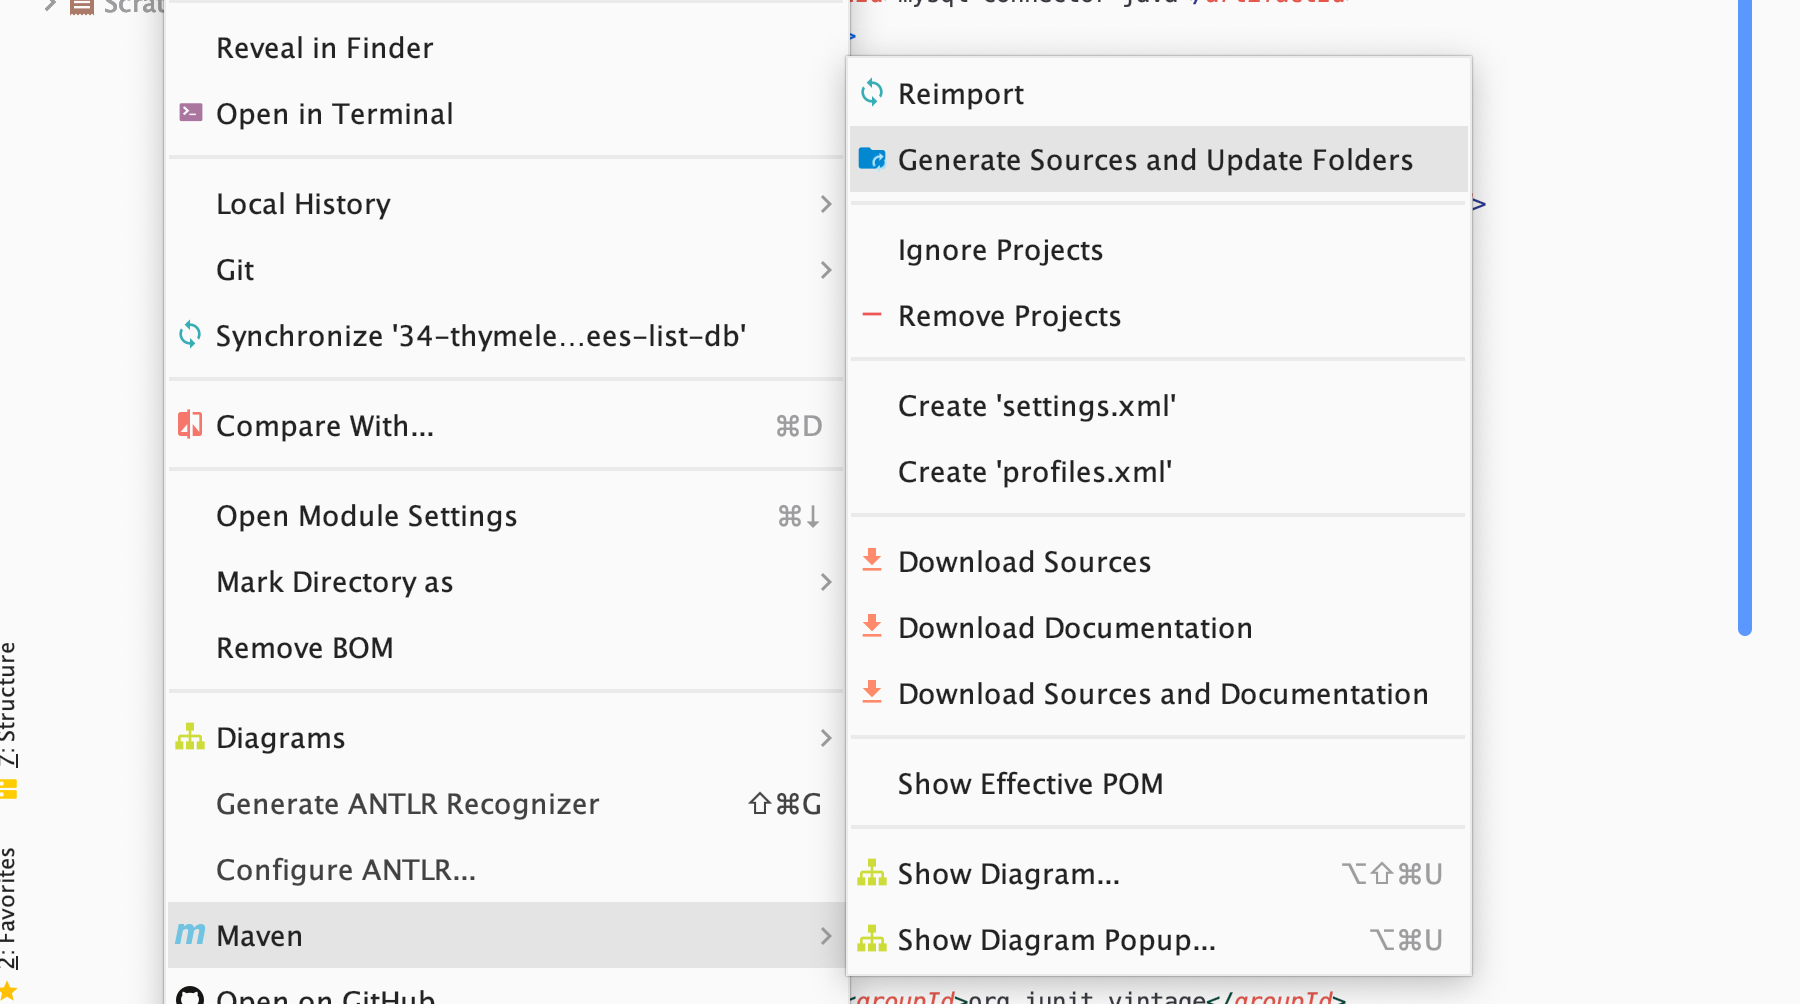 Scrat
mysql-connector-java</artifactId>
>
Reveal in Finder
Open in Terminal
Local History
Git
Synchronize '34-thymele...ees-list-db'
Compare With... ⌘D
Open Module Settings ⌘↓
Mark Directory as
Remove BOM
Diagrams
Generate ANTLR Recognizer ⇧⌘G
Configure ANTLR...
Maven
Open on GitHub
Reimport
Generate Sources and Update Folders
>
Ignore Projects
Remove Projects
Create 'settings.xml'
Create 'profiles.xml'
Download Sources
Download Documentation
Download Sources and Documentation
Show Effective POM
Show Diagram... ⌥⇧⌘U
Show Diagram Popup... ⌥⌘U
<groupId>org.junit.vintage</groupId>
7: Structure
2: Favorites